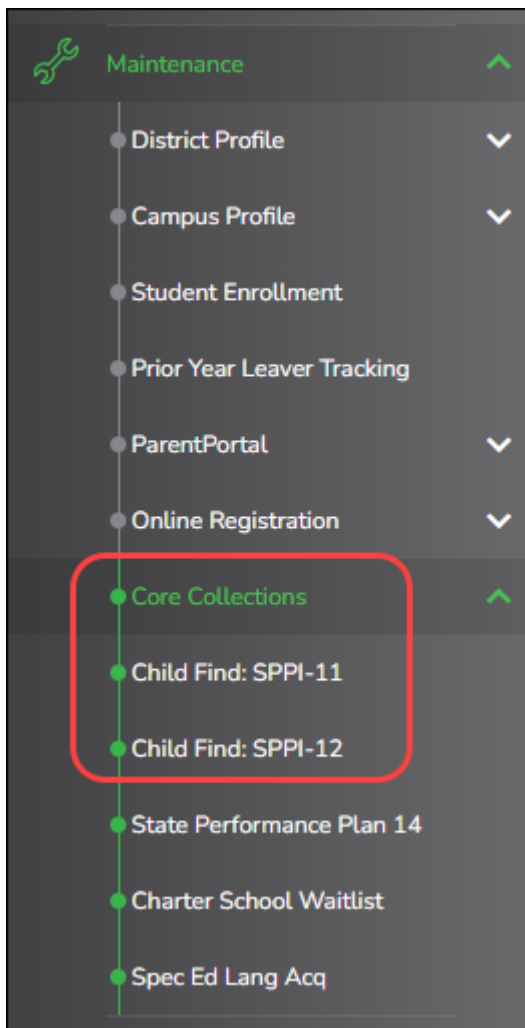 Maintenance
District Profile
Campus Profile
Student Enrollment
Prior Year Leaver Tracking
ParentPortal
Online Registration
Core Collections
Child Find: SPPI-11
Child Find: SPPI-12
State Performance Plan 14
Charter School Waitlist
Spec Ed Lang Acq